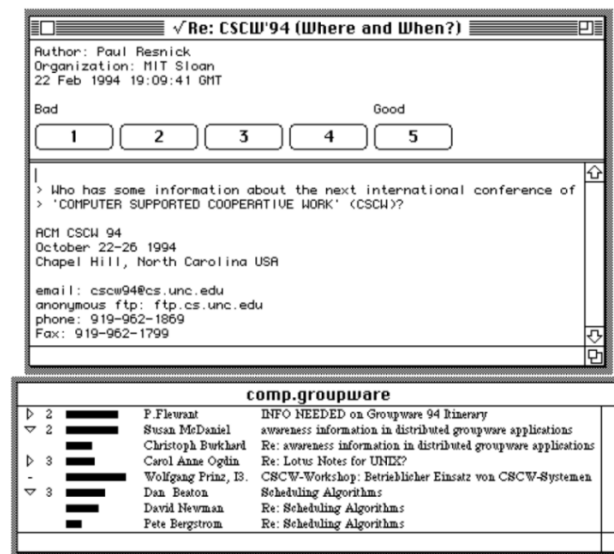 √Re: CSCW'94 (Where and When?)
Author: Paul Resnick
Organization: MIT Sloan
22 Feb 1994 19:09:41 GMT
Bad Good
1 2 3 4 5
> Who has some information about the next international conference of
> 'COMPUTER SUPPORTED COOPERATIVE WORK' (CSCW)?
ACM CSCW 94
October 22-26 1994
Chapel Hill, North Carolina USA
email: cscw94@cs.unc.edu
anonymous ftp: ftp.cs.unc.edu
phone: 919-962-1869
Fax: 919-962-1799
comp.groupware
2 P.Flewant INFO NEEDED on Groupware 94 Itinerary
2 Susan McDaniel awareness information in distributed groupware applications
Christoph Burkhard Re: awareness information in distributed groupware applications
3 Carol Anne Ogdin Re: Lotus Notes for UNIX?
- Wolfgang Prinz, I3. CSCW-Workshop: Betrieblicher Einsatz von CSCW-Systemen
3 Dan Beaton Scheduling Algorithms
David Newman Re: Scheduling Algorithms
Pete Bergstrom Re: Scheduling Algorithms